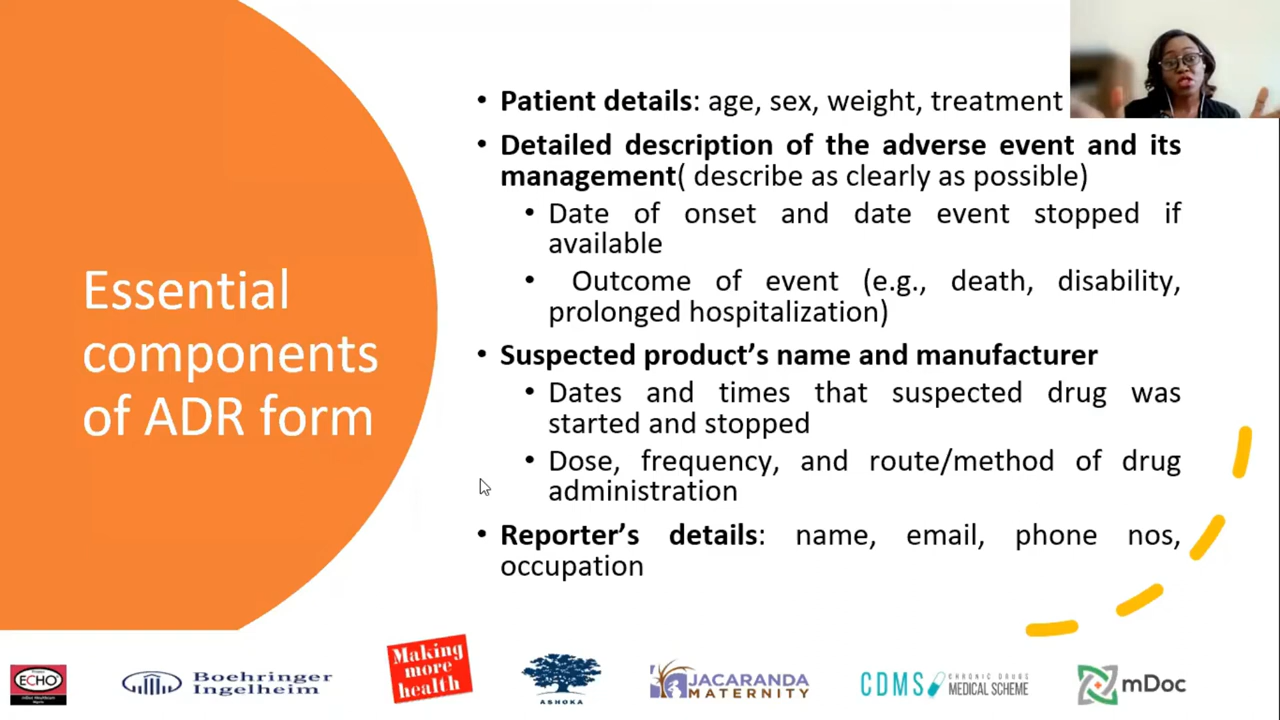 • Patient details: age, sex, weight, treatment
• Detailed description of the adverse event and its
management( describe as clearly as possible)
• Date of onset and date event stopped if
available
• Outcome of event (e.g., death, disability,
prolonged hospitalization)
Essential
components
of ADR form
• Suspected product's name and manufacturer
• Dates and times that suspected drug was
started and stopped
• Dose, frequency, and route/method of drug
administration
• Reporter's details: name, email, phone nos,
occupation
ECHO
Boehringer
Ingelheim
Making
more
health
ASHOKA
JACARANDA
MATERNITY
CDMS
CHRONIC DRUGS
MEDICAL SCHEME
mDoc